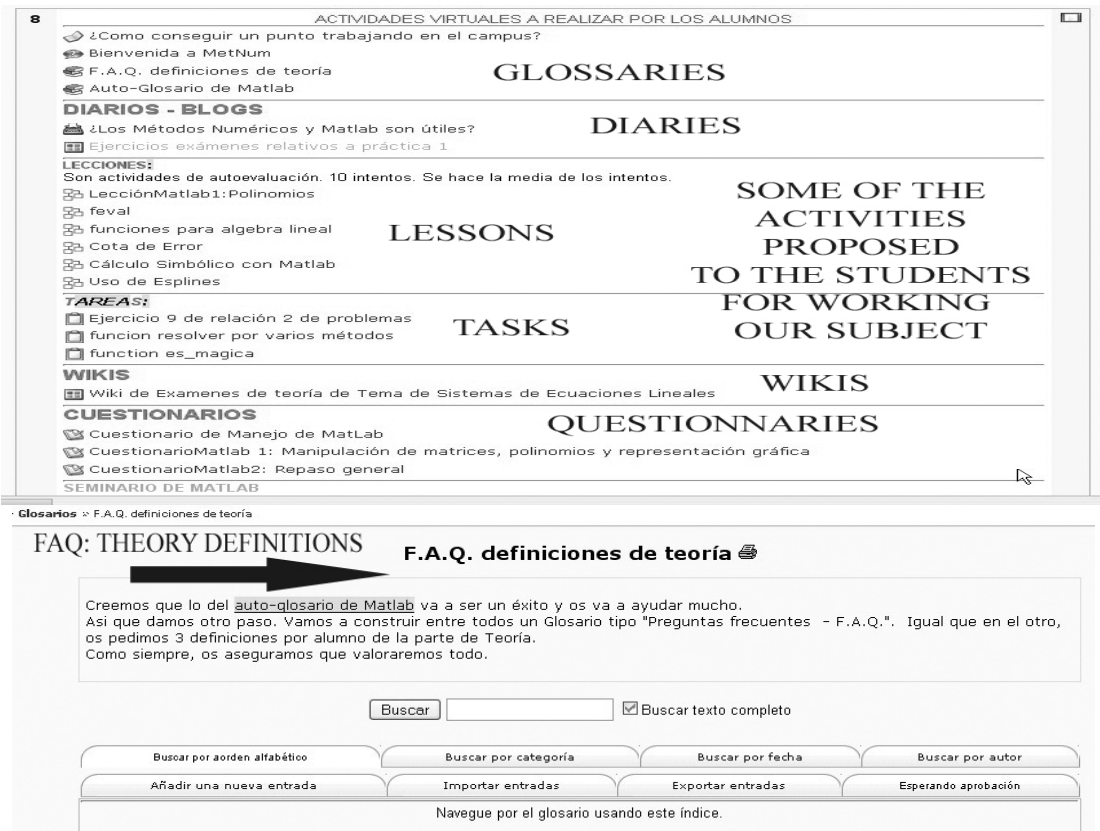 8 ACTIVIDADES VIRTUALES A REALIZAR POR LOS ALUMNOS
¿Como conseguir un punto trabajando en el campus?
Bienvenida a MetNum
F.A.Q. definiciones de teoría
GLOSSARIES
Auto-Glosario de Matlab
DIARIOS - BLOGS
¿Los Métodos Numéricos y Matlab son útiles?
DIARIES
Ejercicios exámenes relativos a práctica 1
LECCIONES:
Son actividades de autoevaluación. 10 intentos. Se hace la media de los intentos.
LecciónMatlab1:Polinomios
feval
funciones para algebra lineal
Cota de Error
Cálculo Simbólico con Matlab
Uso de Esplines
LESSONS
SOME OF THE
ACTIVITIES
PROPOSED
TO THE STUDENTS
FOR WORKING
OUR SUBJECT
TAREAS:
Ejercicio 9 de relación 2 de problemas
funcion resolver por varios métodos
function es_magica
TASKS
WIKIS
Wiki de Examenes de teoría de Tema de Sistemas de Ecuaciones Lineales
WIKIS
CUESTIONARIOS
QUESTIONNARIES
Cuestionario de Manejo de MatLab
CuestionarioMatlab 1: Manipulación de matrices, polinomios y representación gráfica
CuestionarioMatlab2: Repaso general
SEMINARIO DE MATLAB
Glosarios » F.A.Q. definiciones de teoría
FAQ: THEORY DEFINITIONS
F.A.Q. definiciones de teoría
Creemos que lo del auto-glosario de Matlab va a ser un éxito y os va a ayudar mucho.
Asi que damos otro paso. Vamos a construir entre todos un Glosario tipo "Preguntas frecuentes - F.A.Q.". Igual que en el otro,
os pedimos 3 definiciones por alumno de la parte de Teoría.
Como siempre, os aseguramos que valoraremos todo.
Buscar Buscar texto completo
Buscar por aorden alfabético Buscar por categoría Buscar por fecha Buscar por autor
Añadir una nueva entrada Importar entradas Exportar entradas Esperando aprobación
Navegue por el glosario usando este índice.